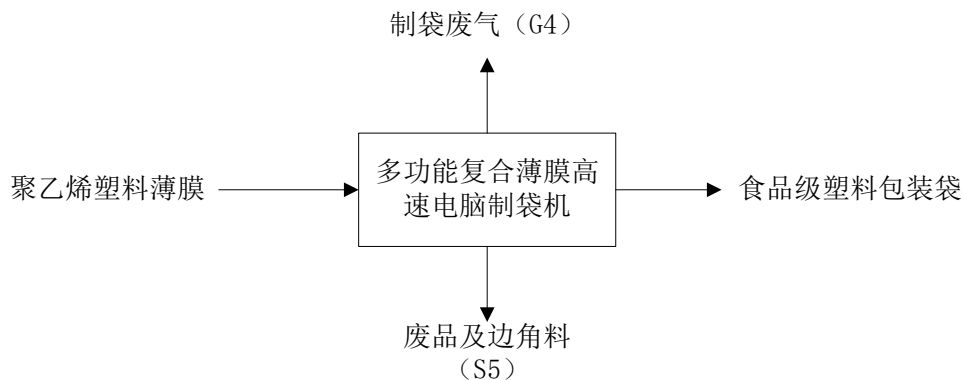 制袋废气（G4）
聚乙烯塑料薄膜
多功能复合薄膜高
速电脑制袋机
食品级塑料包装袋
废品及边角料
（S5）